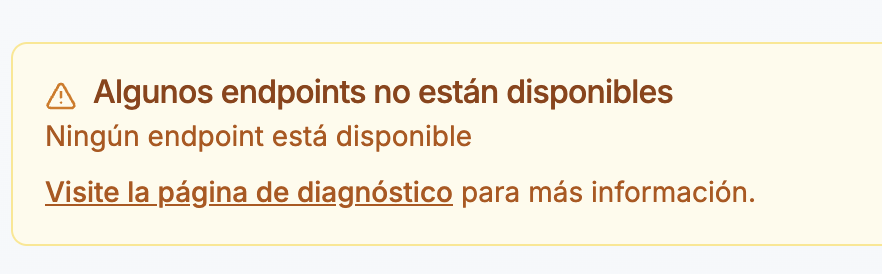 Algunos endpoints no están disponibles
Ningún endpoint está disponible
Visite la página de diagnóstico para más información.